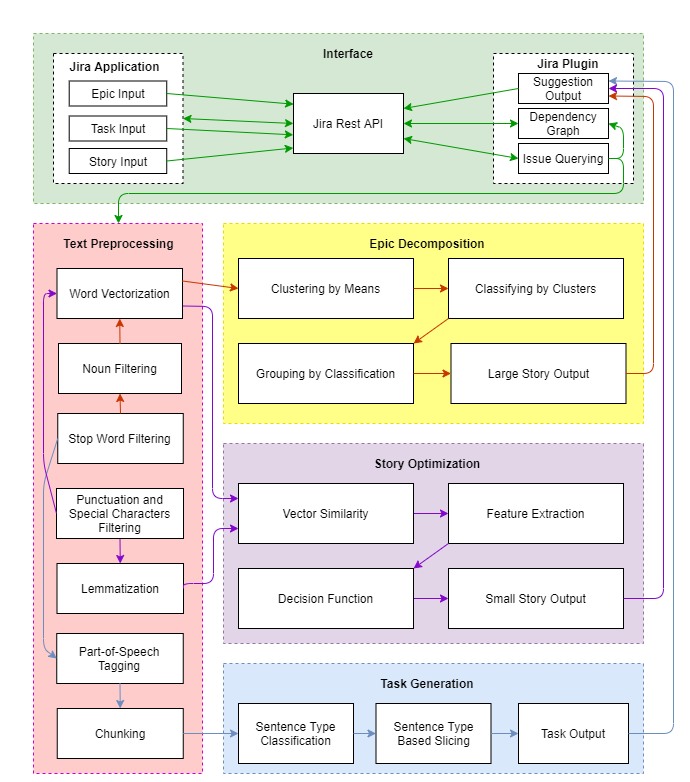 Interface
Jira Application
Epic Input
Task Input
Story Input
Jira Rest API
Jira Plugin
Suggestion
Output
Dependency
Graph
Issue Querying
Text Preprocessing
Word Vectorization
Noun Filtering
Stop Word Filtering
Punctuation and
Special Characters
Filtering
Lemmatization
Part-of-Speech
Tagging
Chunking
Epic Decomposition
Clustering by Means
Classifying by Clusters
Grouping by Classification
Large Story Output
Story Optimization
Vector Similarity
Feature Extraction
Decision Function
Small Story Output
Task Generation
Sentence Type
Classification
Sentence Type
Based Slicing
Task Output